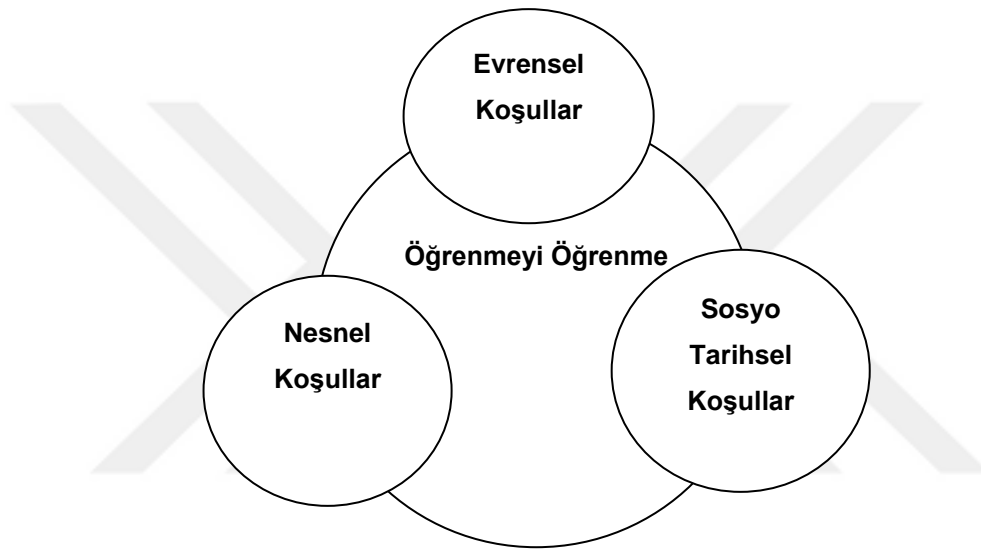 Evrensel
Koşullar
Öğrenmeyi Öğrenme
Nesnel
Koşullar
Sosyo
Tarihsel
Koşullar